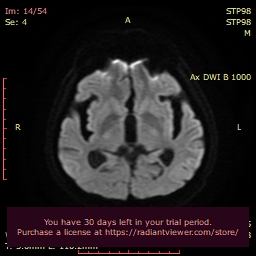 Im: 14/54
Se: 4
A
STP98
STP98
M
Ax DWI B 1000
R
L
You have 30 days left in your trial period.
Purchase a license at https://radiantviewer.com/store/